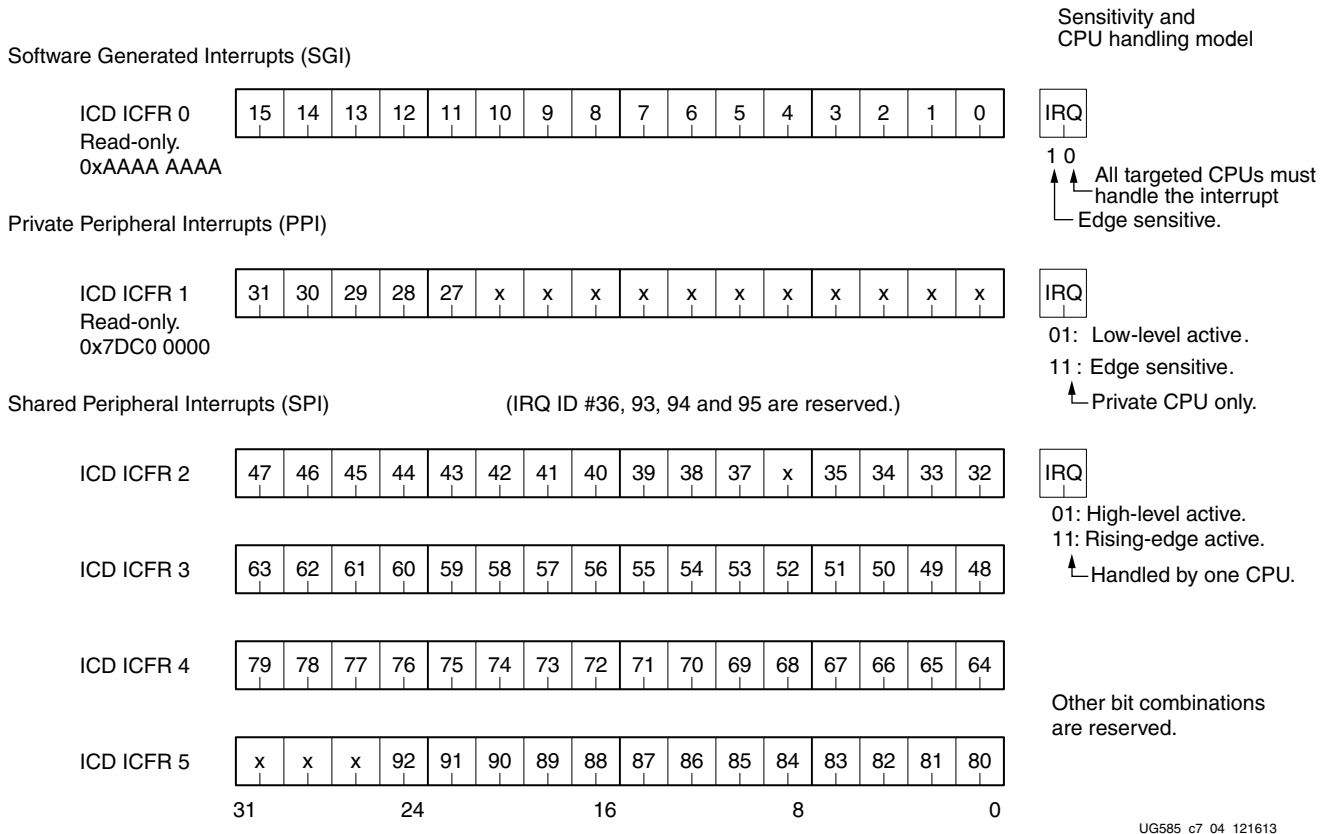 Sensitivity and
CPU handling model
Software Generated Interrupts (SGI)
ICD ICFR 0
Read-only.
0xAAAA AAAA
15 14 13 12 11 10 9 8 7 6 5 4 3 2 1 0
IRQ
1 0
All targeted CPUs must
handle the interrupt
Edge sensitive.
Private Peripheral Interrupts (PPI)
ICD ICFR 1
Read-only.
0x7DC0 0000
31 30 29 28 27 x x x x x x x x x x x
IRQ
01: Low-level active.
11: Edge sensitive.
Private CPU only.
Shared Peripheral Interrupts (SPI)
(IRQ ID #36, 93, 94 and 95 are reserved.)
ICD ICFR 2
47 46 45 44 43 42 41 40 39 38 37 x 35 34 33 32
IRQ
01: High-level active.
11: Rising-edge active.
Handled by one CPU.
ICD ICFR 3
63 62 61 60 59 58 57 56 55 54 53 52 51 50 49 48
ICD ICFR 4
79 78 77 76 75 74 73 72 71 70 69 68 67 66 65 64
Other bit combinations
are reserved.
ICD ICFR 5
x x x 92 91 90 89 88 87 86 85 84 83 82 81 80
31 24 16 8 0
UG585_c7_04_121613